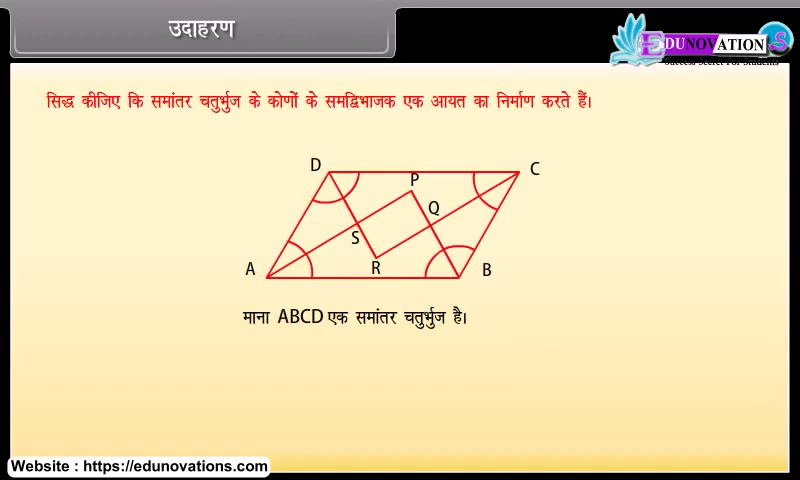 उदाहरण
EDUNOVATIONS
Success Secret For Students
सिद्ध कीजिए कि समांतर चतुर्भुज के कोणों के समद्विभाजक एक आयत का निर्माण करते हैं।
D
C
P
Q
S
A
R
B
माना ABCD एक समांतर चतुर्भुज है।
Website : https://edunovations.com